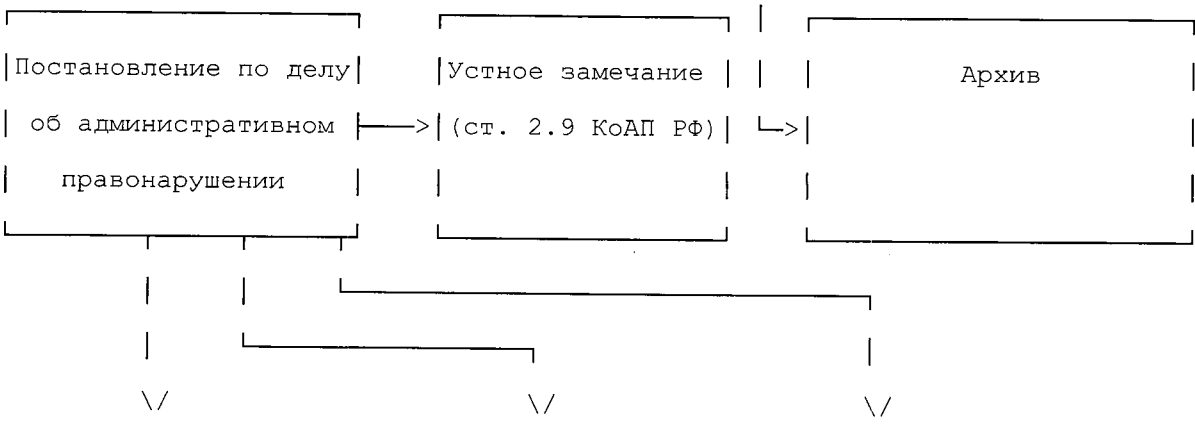 Постановление по делу
об административном
правонарушении
Устное замечание
(ст. 2.9 КоАП РФ)
Архив